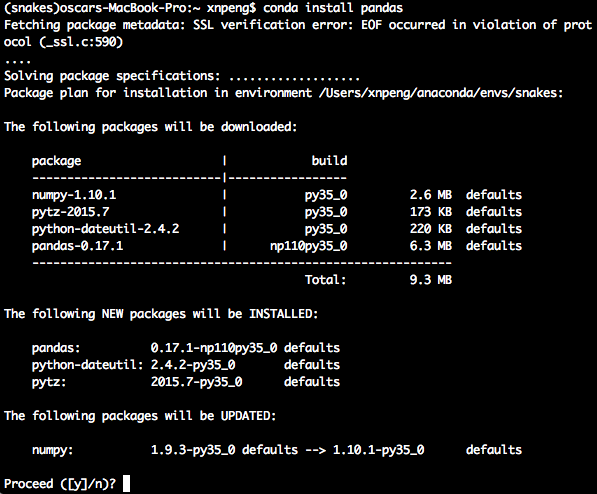 (snakes)oscars-MacBook-Pro:~ xnpeng$ conda install pandas
Fetching package metadata: SSL verification error: EOF occurred in violation of prot
ocol (_ssl.c:590)
....
Solving package specifications: ...................
Package plan for installation in environment /Users/xnpeng/anaconda/envs/snakes:
The following packages will be downloaded:
package | build
---------------------------|-----------------
numpy-1.10.1 | py35_0 2.6 MB defaults
pytz-2015.7 | py35_0 173 KB defaults
python-dateutil-2.4.2 | py35_0 220 KB defaults
pandas-0.17.1 | np110py35_0 6.3 MB defaults
------------------------------------------------------------
Total: 9.3 MB
The following NEW packages will be INSTALLED:
pandas: 0.17.1-np110py35_0 defaults
python-dateutil: 2.4.2-py35_0 defaults
pytz: 2015.7-py35_0 defaults
The following packages will be UPDATED:
numpy: 1.9.3-py35_0 defaults --> 1.10.1-py35_0 defaults
Proceed ([y]/n)?